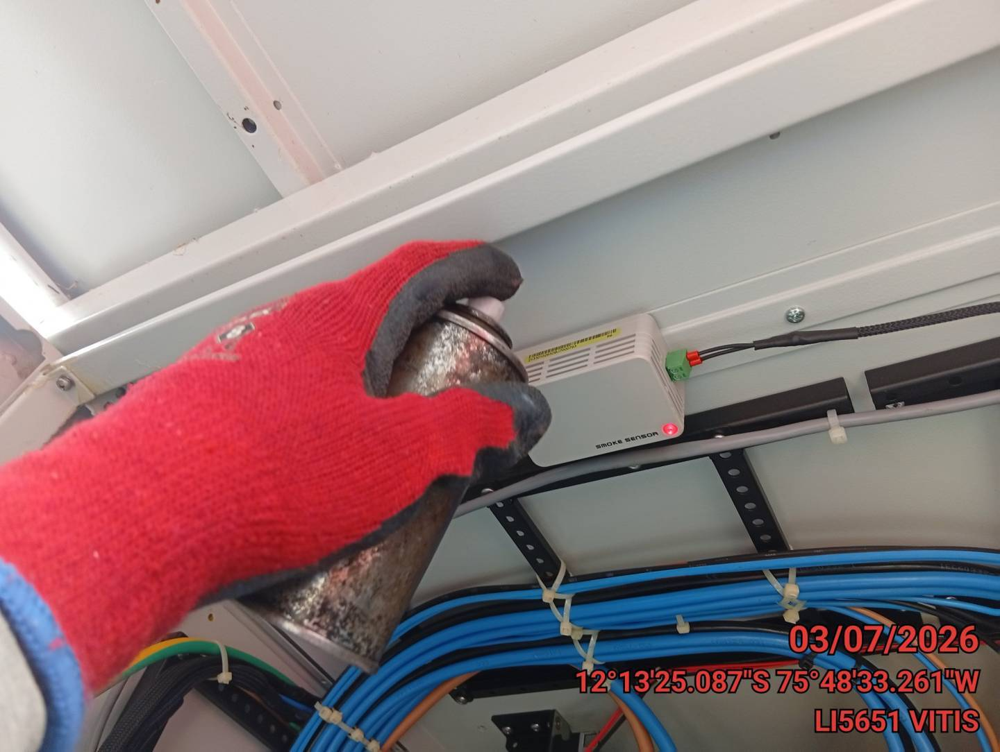 SMOKE SENSOR
03/07/2026
12°13'25.087"S 75°48'33.261"W
LI5651 VITIS